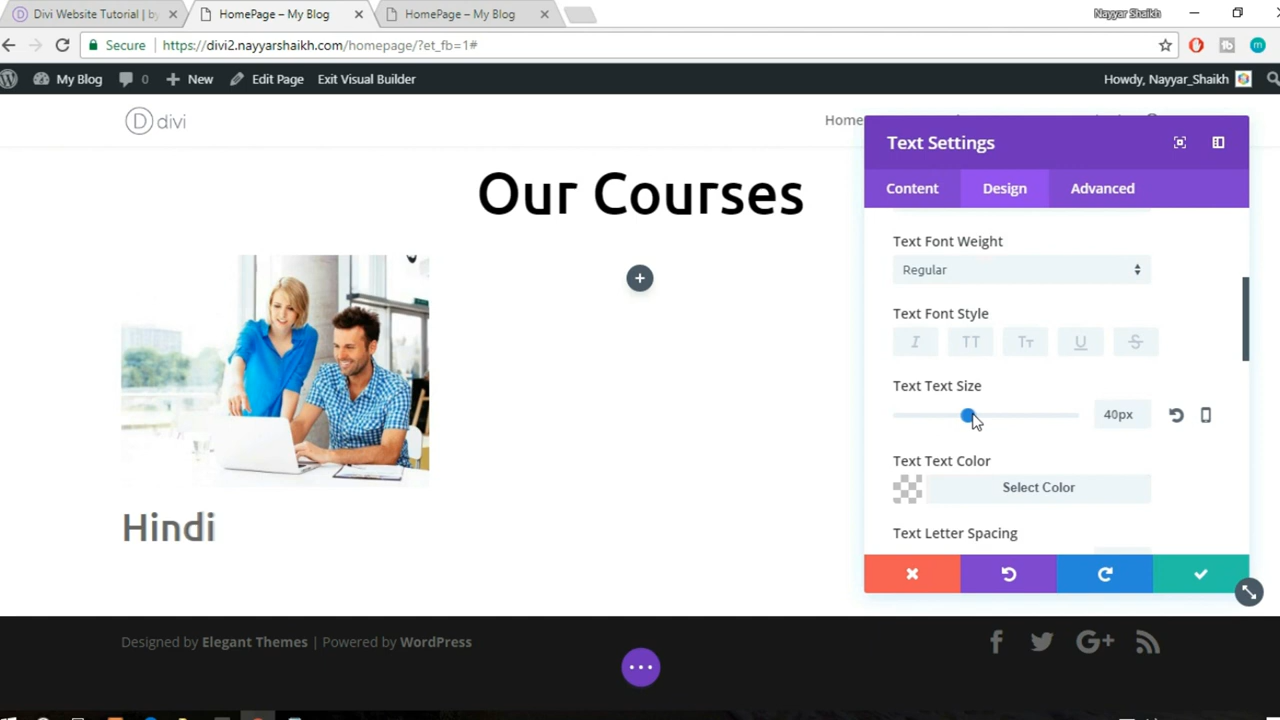 Divi Website Tutorial | by
HomePage – My Blog
HomePage – My Blog
Nayyar Shaikh
Secure
https://divi2.nayyarshaikh.com/homepage/?et_fb=1#
My Blog
0
New
Edit Page
Exit Visual Builder
Howdy, Nayyar_Shaikh
D divi
Home
Our Courses
Hindi
Text Settings
Content
Design
Advanced
Text Font Weight
Regular
Text Font Style
I
TT
Tт
U
S
Text Text Size
40px
Text Text Color
Select Color
Text Letter Spacing
Designed by Elegant Themes | Powered by WordPress